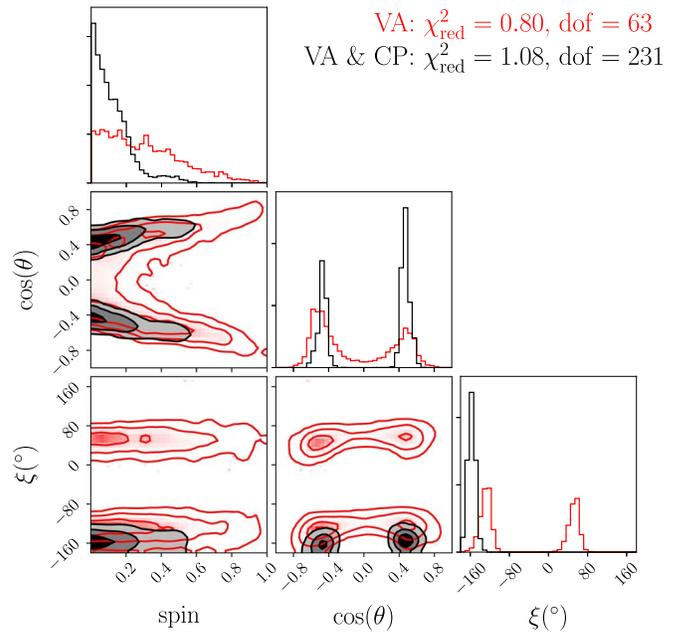 VA: χ²_red = 0.80, dof = 63
VA & CP: χ²_red = 1.08, dof = 231
cos(θ)
0.8
0.4
0.0
−0.4
−0.8
ξ(°)
160
80
0
−80
−160
0.2 0.4 0.6 0.8 1.0
−0.8 −0.4 0.0 0.4 0.8
−160 −80 0 80 160
spin cos(θ) ξ(°)